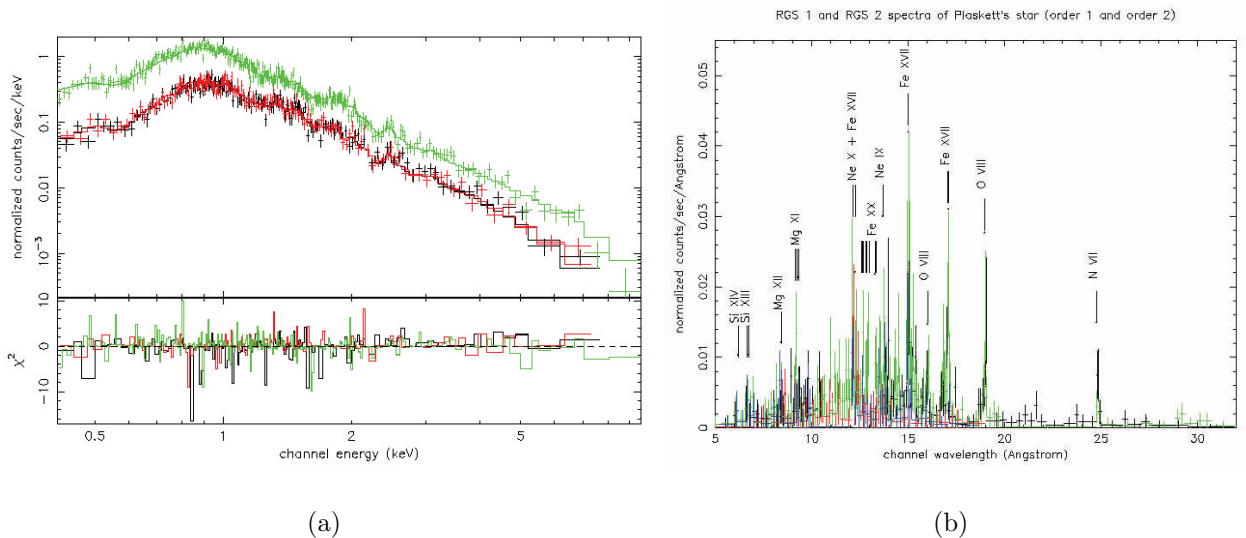 normalized counts/sec/keV
1
0.1
0.01
10⁻³
χ²
10
0
−10
0.5
1
2
5
channel energy (keV)
(a)
RGS 1 and RGS 2 spectra of Plaskett's star (order 1 and order 2)
normalized counts/sec/Angstrom
0.05
0.04
0.03
0.02
0.01
0
Si XIV
Si XIII
Mg XII
Mg XI
Ne X + Fe XVII
Fe XX
Ne IX
Fe XVII
O VIII
Fe XVII
O VIII
N VII
5
10
15
20
25
30
channel wavelength (Angstrom)
(b)